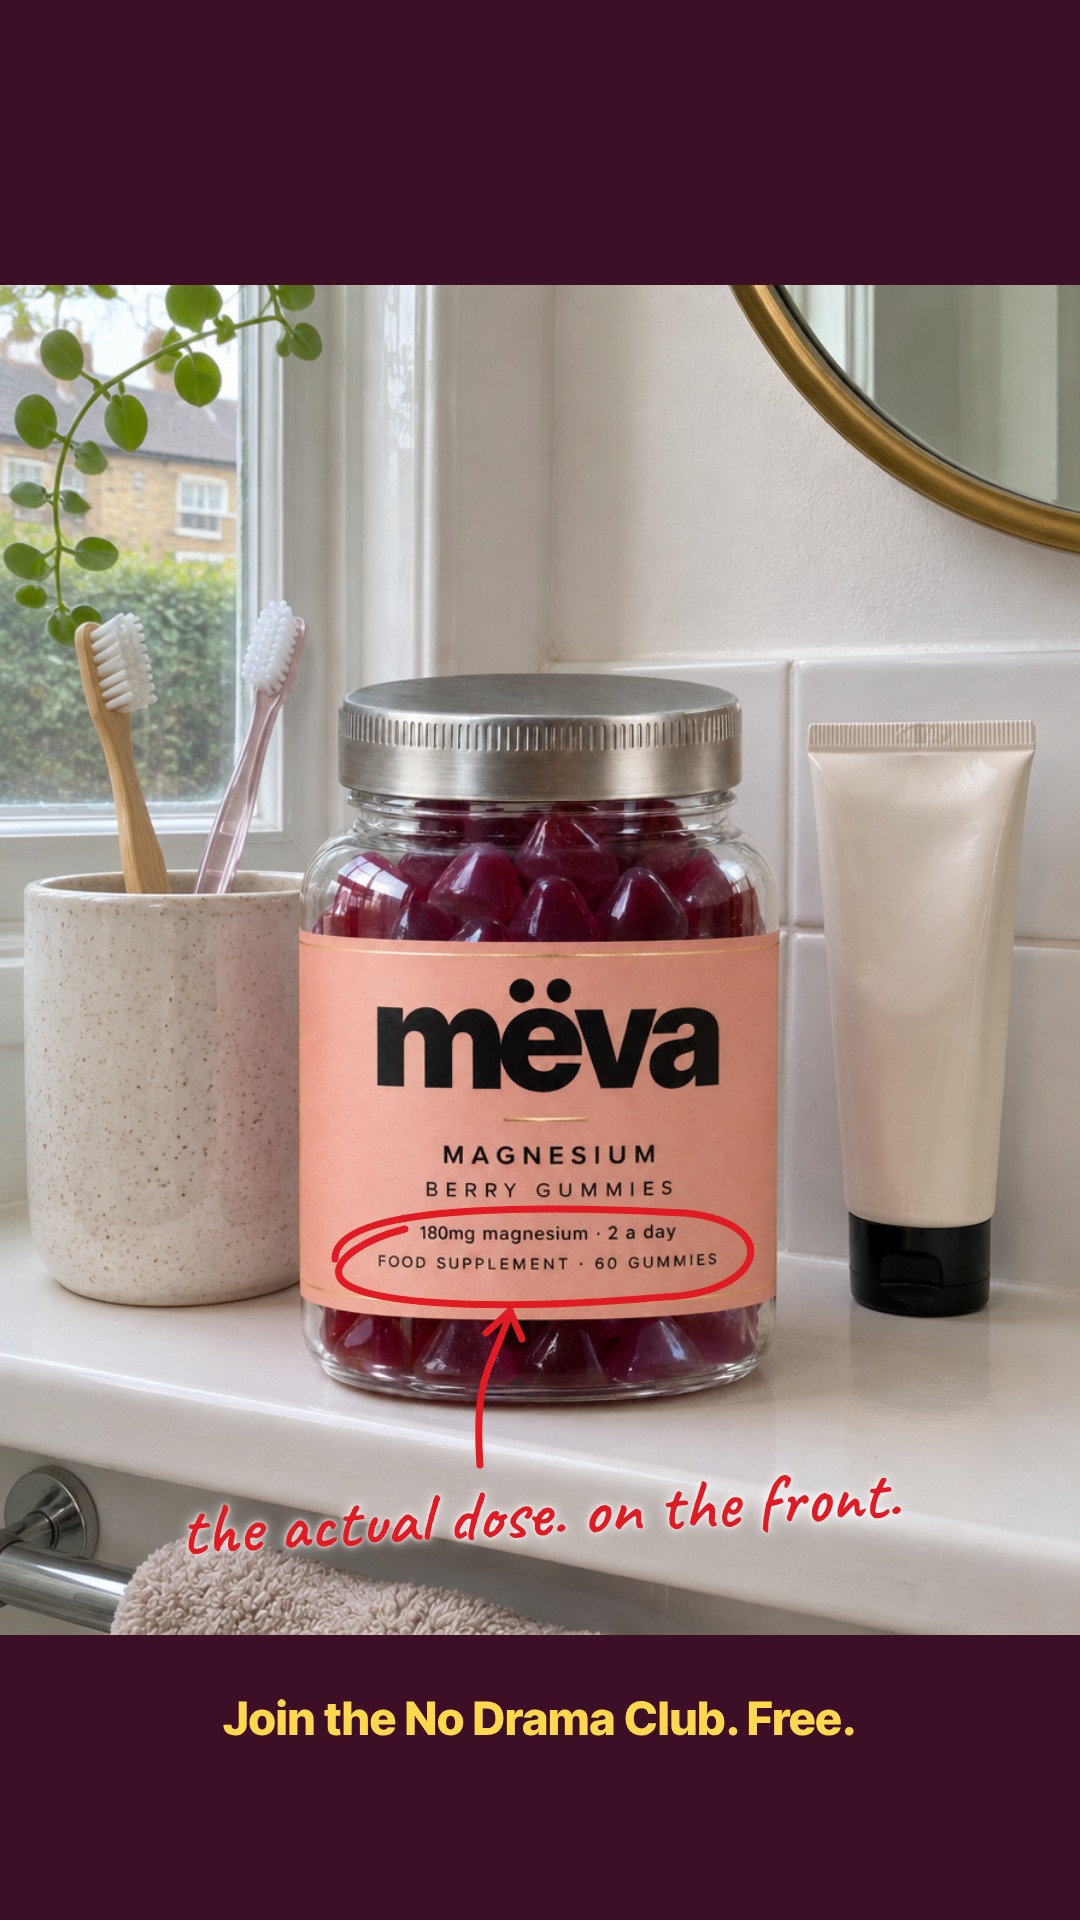 mëva
MAGNESIUM
BERRY GUMMIES
180mg magnesium · 2 a day
FOOD SUPPLEMENT · 60 GUMMIES
the actual dose. on the front.
Join the No Drama Club. Free.